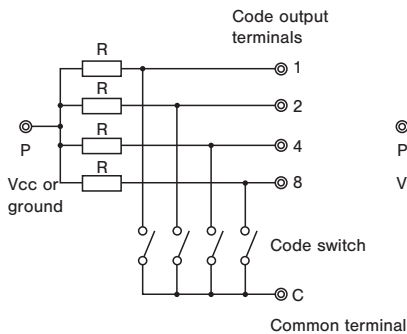 Code output
terminals
R
1
R
2
P
R
4
P
R
8
Vcc or
ground
V
Code switch
C
Common terminal